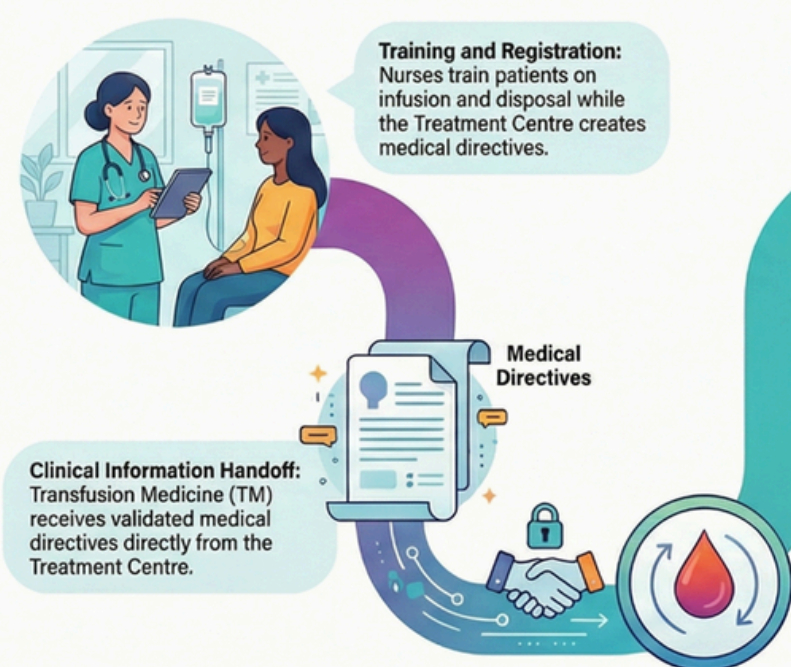 Training and Registration:
Nurses train patients on
infusion and disposal while
the Treatment Centre creates
medical directives.
Medical
Directives
Clinical Information Handoff:
Transfusion Medicine (TM)
receives validated medical
directives directly from the
Treatment Centre.